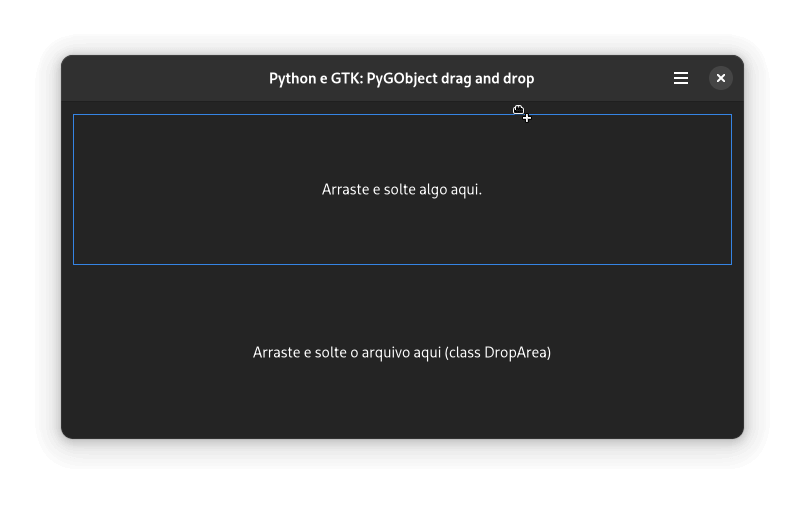 Python e GTK: PyGObject drag and drop
Arraste e solte algo aqui.
Arraste e solte o arquivo aqui (class DropArea)